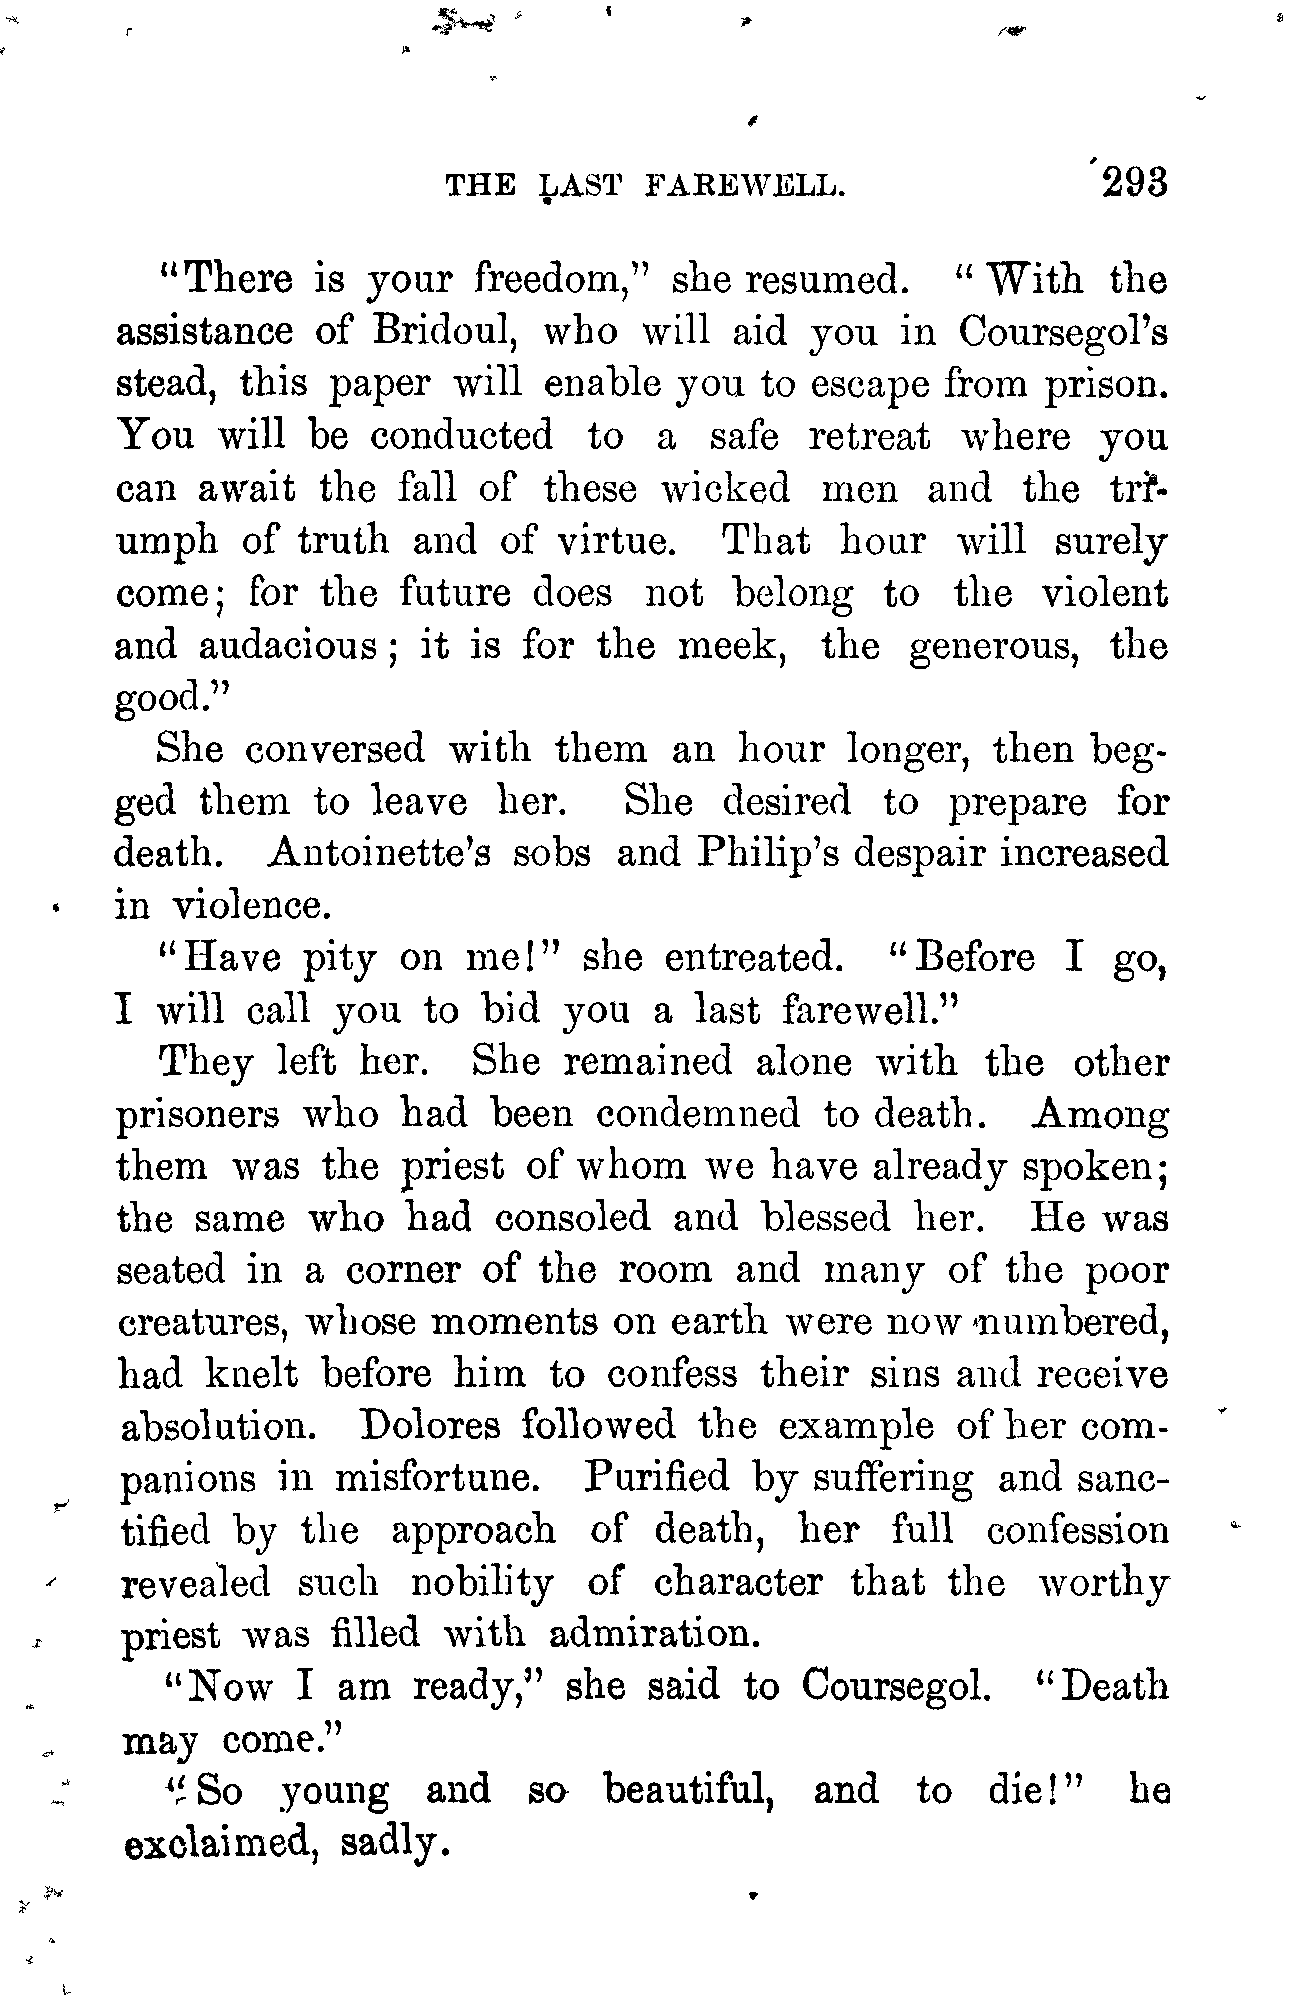 THE LAST FAREWELL. 293
"There is your freedom," she resumed. "With the
assistance of Bridoul, who will aid you in Coursegol's
stead, this paper will enable you to escape from prison.
You will be conducted to a safe retreat where you
can await the fall of these wicked men and the tri-
umph of truth and of virtue. That hour will surely
come; for the future does not belong to the violent
and audacious; it is for the meek, the generous, the
good."
She conversed with them an hour longer, then beg-
ged them to leave her. She desired to prepare for
death. Antoinette's sobs and Philip's despair increased
in violence.
"Have pity on me!" she entreated. "Before I go,
I will call you to bid you a last farewell."
They left her. She remained alone with the other
prisoners who had been condemned to death. Among
them was the priest of whom we have already spoken;
the same who had consoled and blessed her. He was
seated in a corner of the room and many of the poor
creatures, whose moments on earth were now numbered,
had knelt before him to confess their sins and receive
absolution. Dolores followed the example of her com-
panions in misfortune. Purified by suffering and sanc-
tified by the approach of death, her full confession
revealed such nobility of character that the worthy
priest was filled with admiration.
"Now I am ready," she said to Coursegol. "Death
may come."
"So young and so beautiful, and to die!" he
exclaimed, sadly.